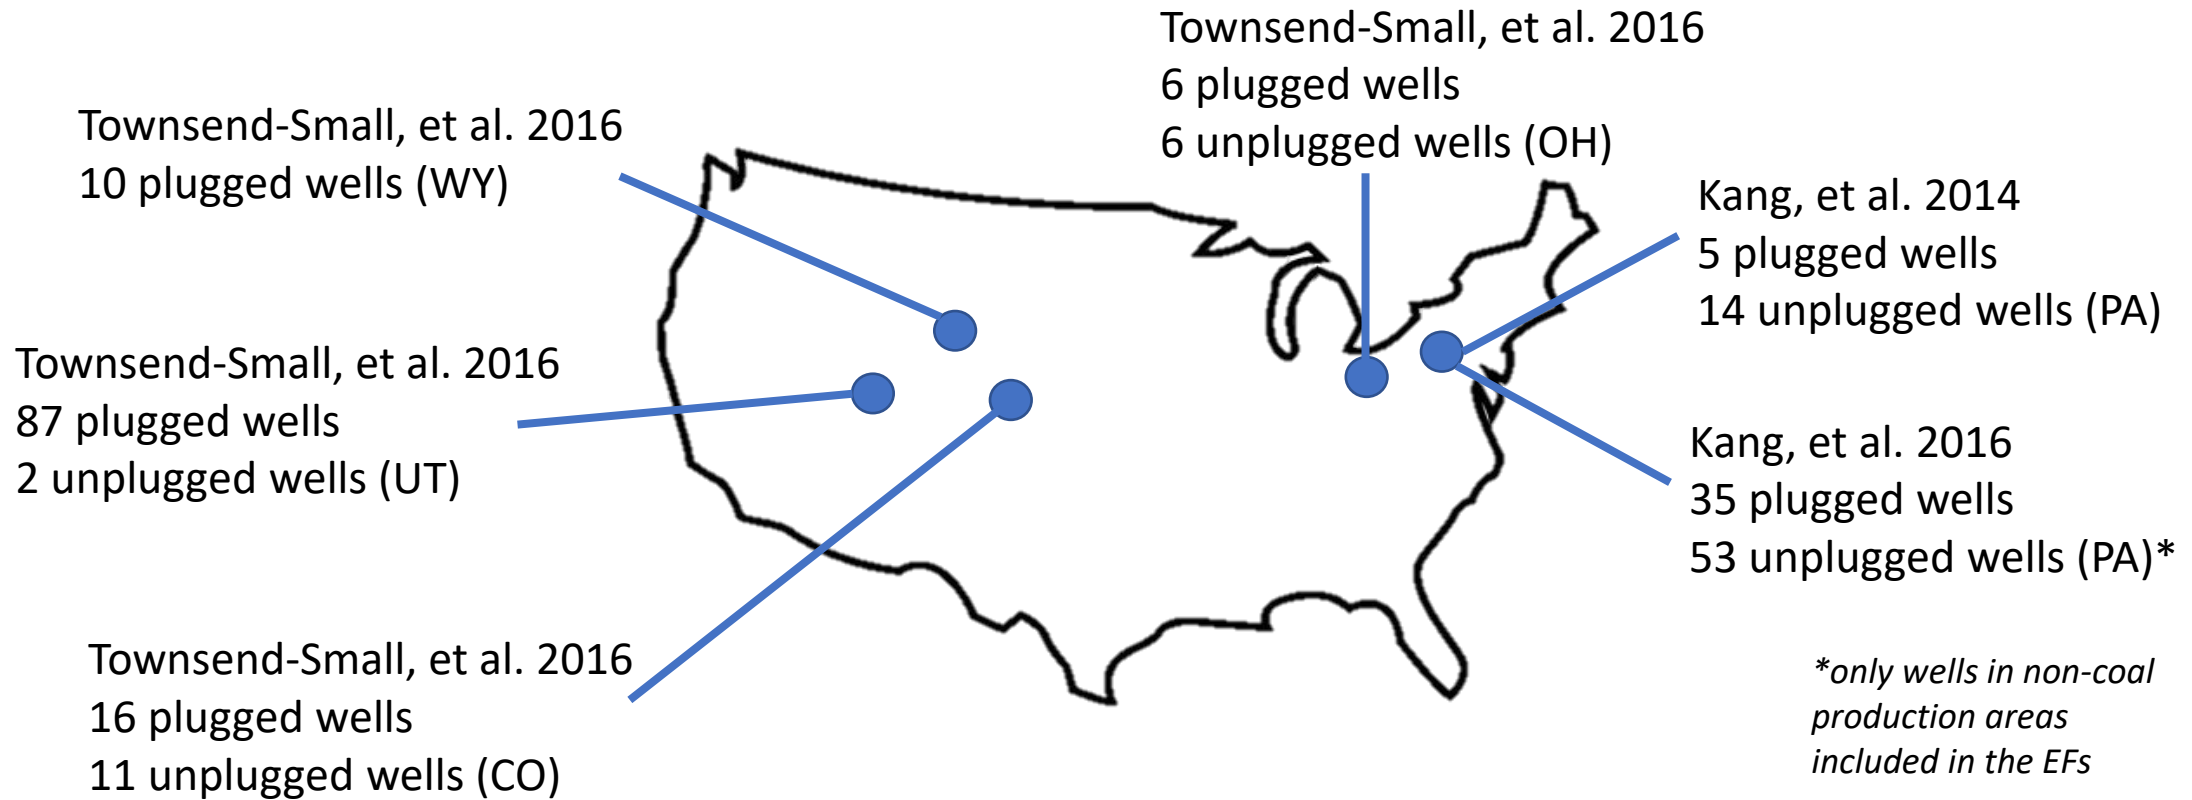 Townsend-Small, et al. 2016
6 plugged wells
6 unplugged wells (OH)
Townsend-Small, et al. 2016
10 plugged wells (WY)
Kang, et al. 2014
5 plugged wells
14 unplugged wells (PA)
Townsend-Small, et al. 2016
87 plugged wells
2 unplugged wells (UT)
Kang, et al. 2016
35 plugged wells
53 unplugged wells (PA)*
Townsend-Small, et al. 2016
16 plugged wells
11 unplugged wells (CO)
*only wells in non-coal
production areas
included in the EFs